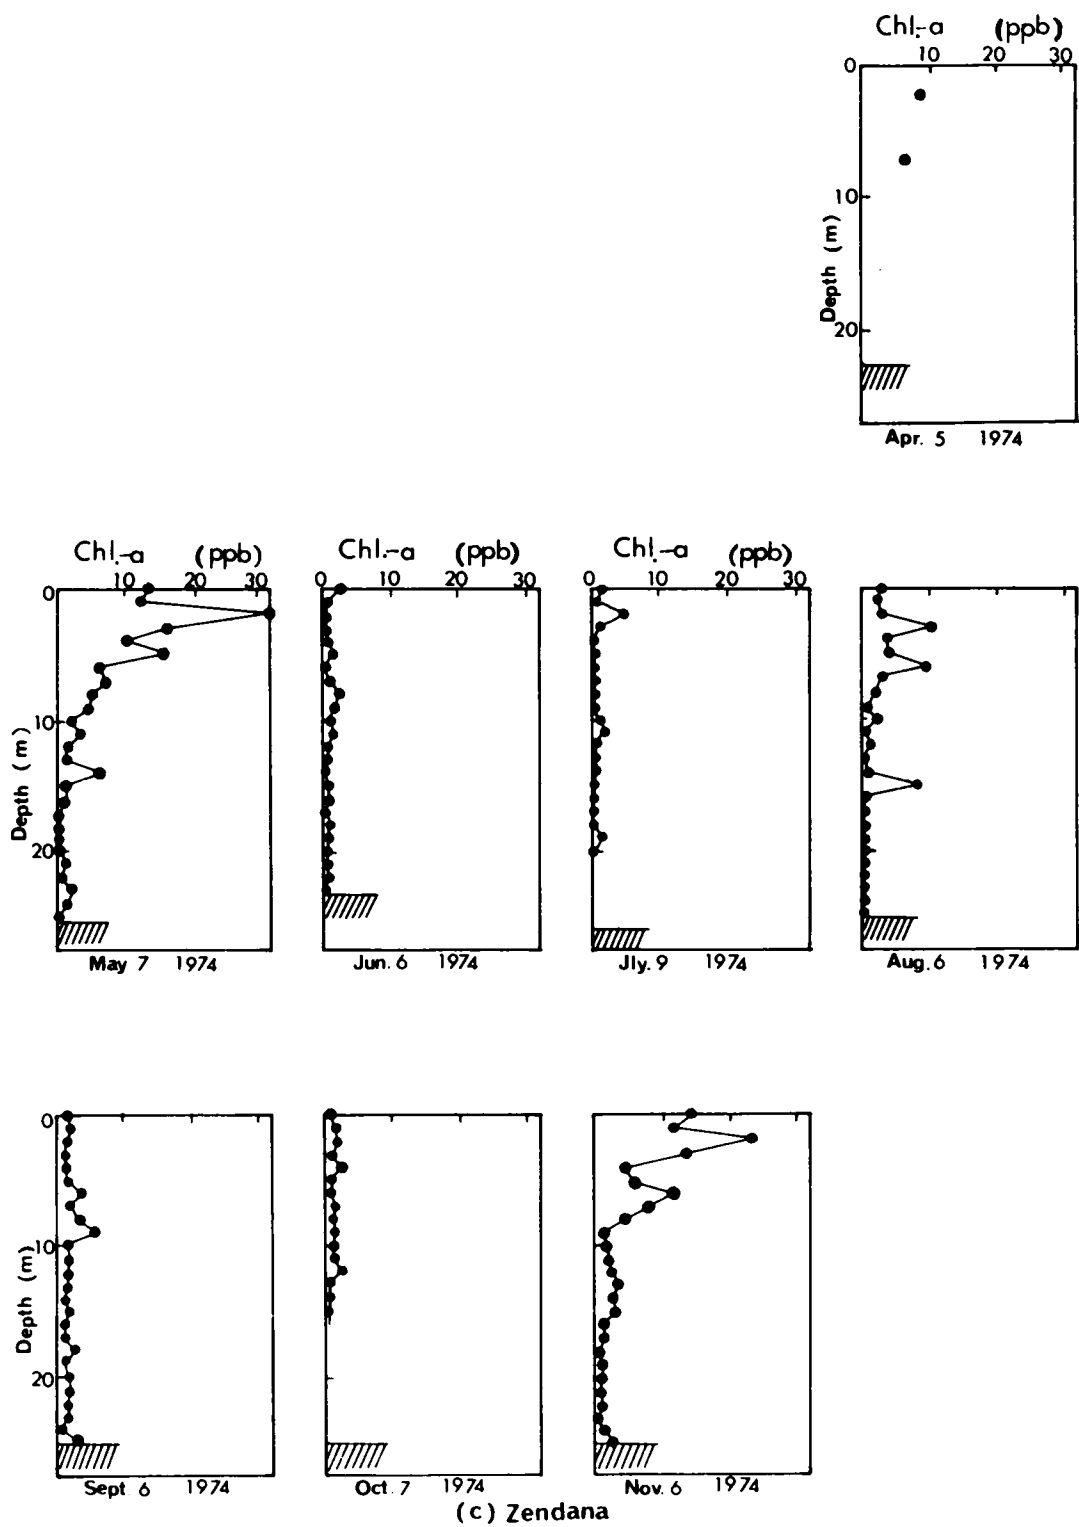 Chl.-a (ppb)
10 20 30
0
10
20
Depth (m)
Apr. 5 1974
Chl.-a (ppb) Chl.-a (ppb) Chl.-a (ppb)
10 20 30 0 10 20 30 0 10 20 30
0
10
20
Depth (m)
May 7 1974 Jun. 6 1974 Jly. 9 1974 Aug. 6 1974
0
10
20
Depth (m)
Sept. 6 1974 Oct. 7 1974 Nov. 6 1974
(c) Zendana